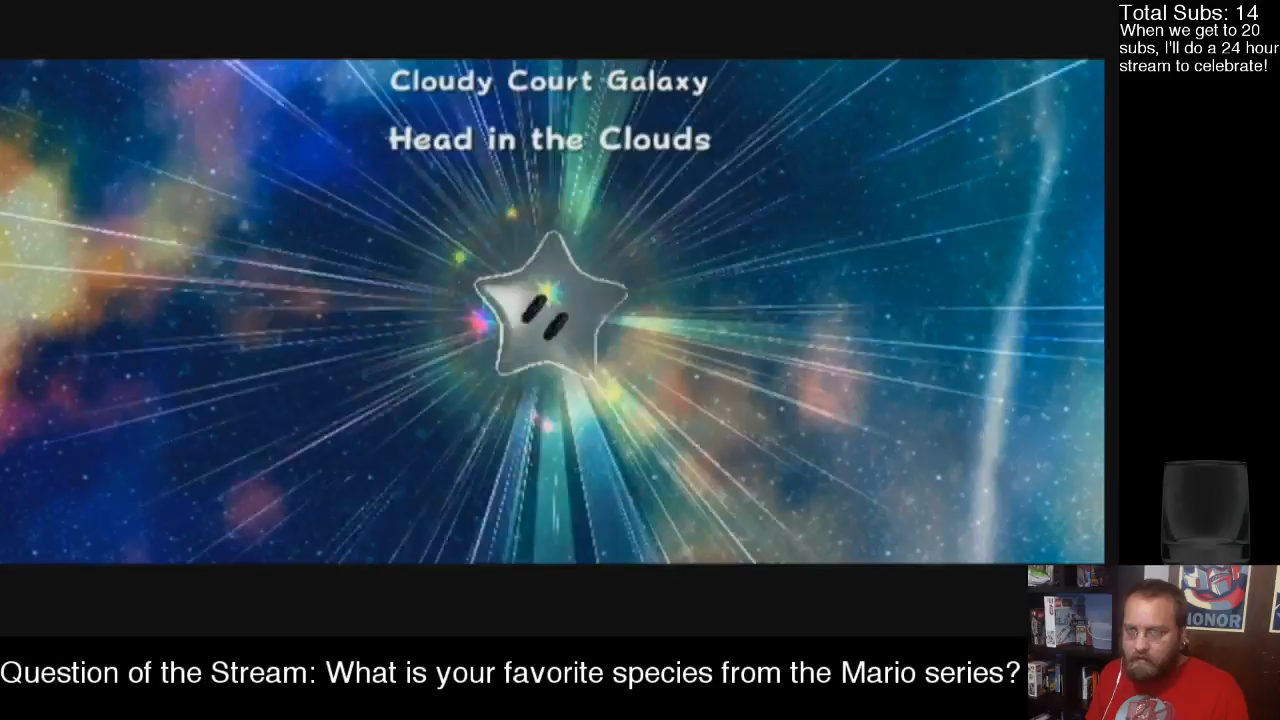 Total Subs: 14
When we get to 20
subs, I'll do a 24 hour
stream to celebrate!
Cloudy Court Galaxy
Head in the Clouds
HONOR
Question of the Stream: What is your favorite species from the Mario series?